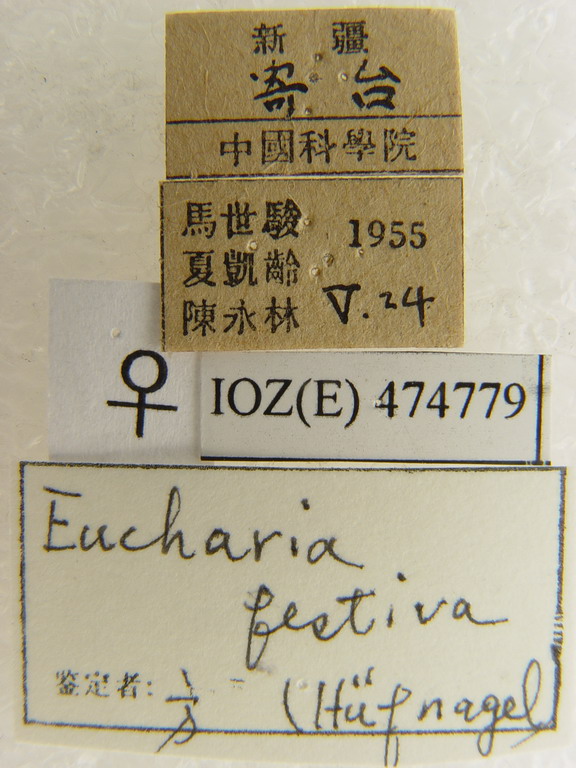 新 疆
寄 台
中國科學院
馬世駿
夏凱齡 1955
陳永林 V.24
♀
IOZ(E) 474779
Eucharia
festiva
鉴定者:
(Hüfnagel)